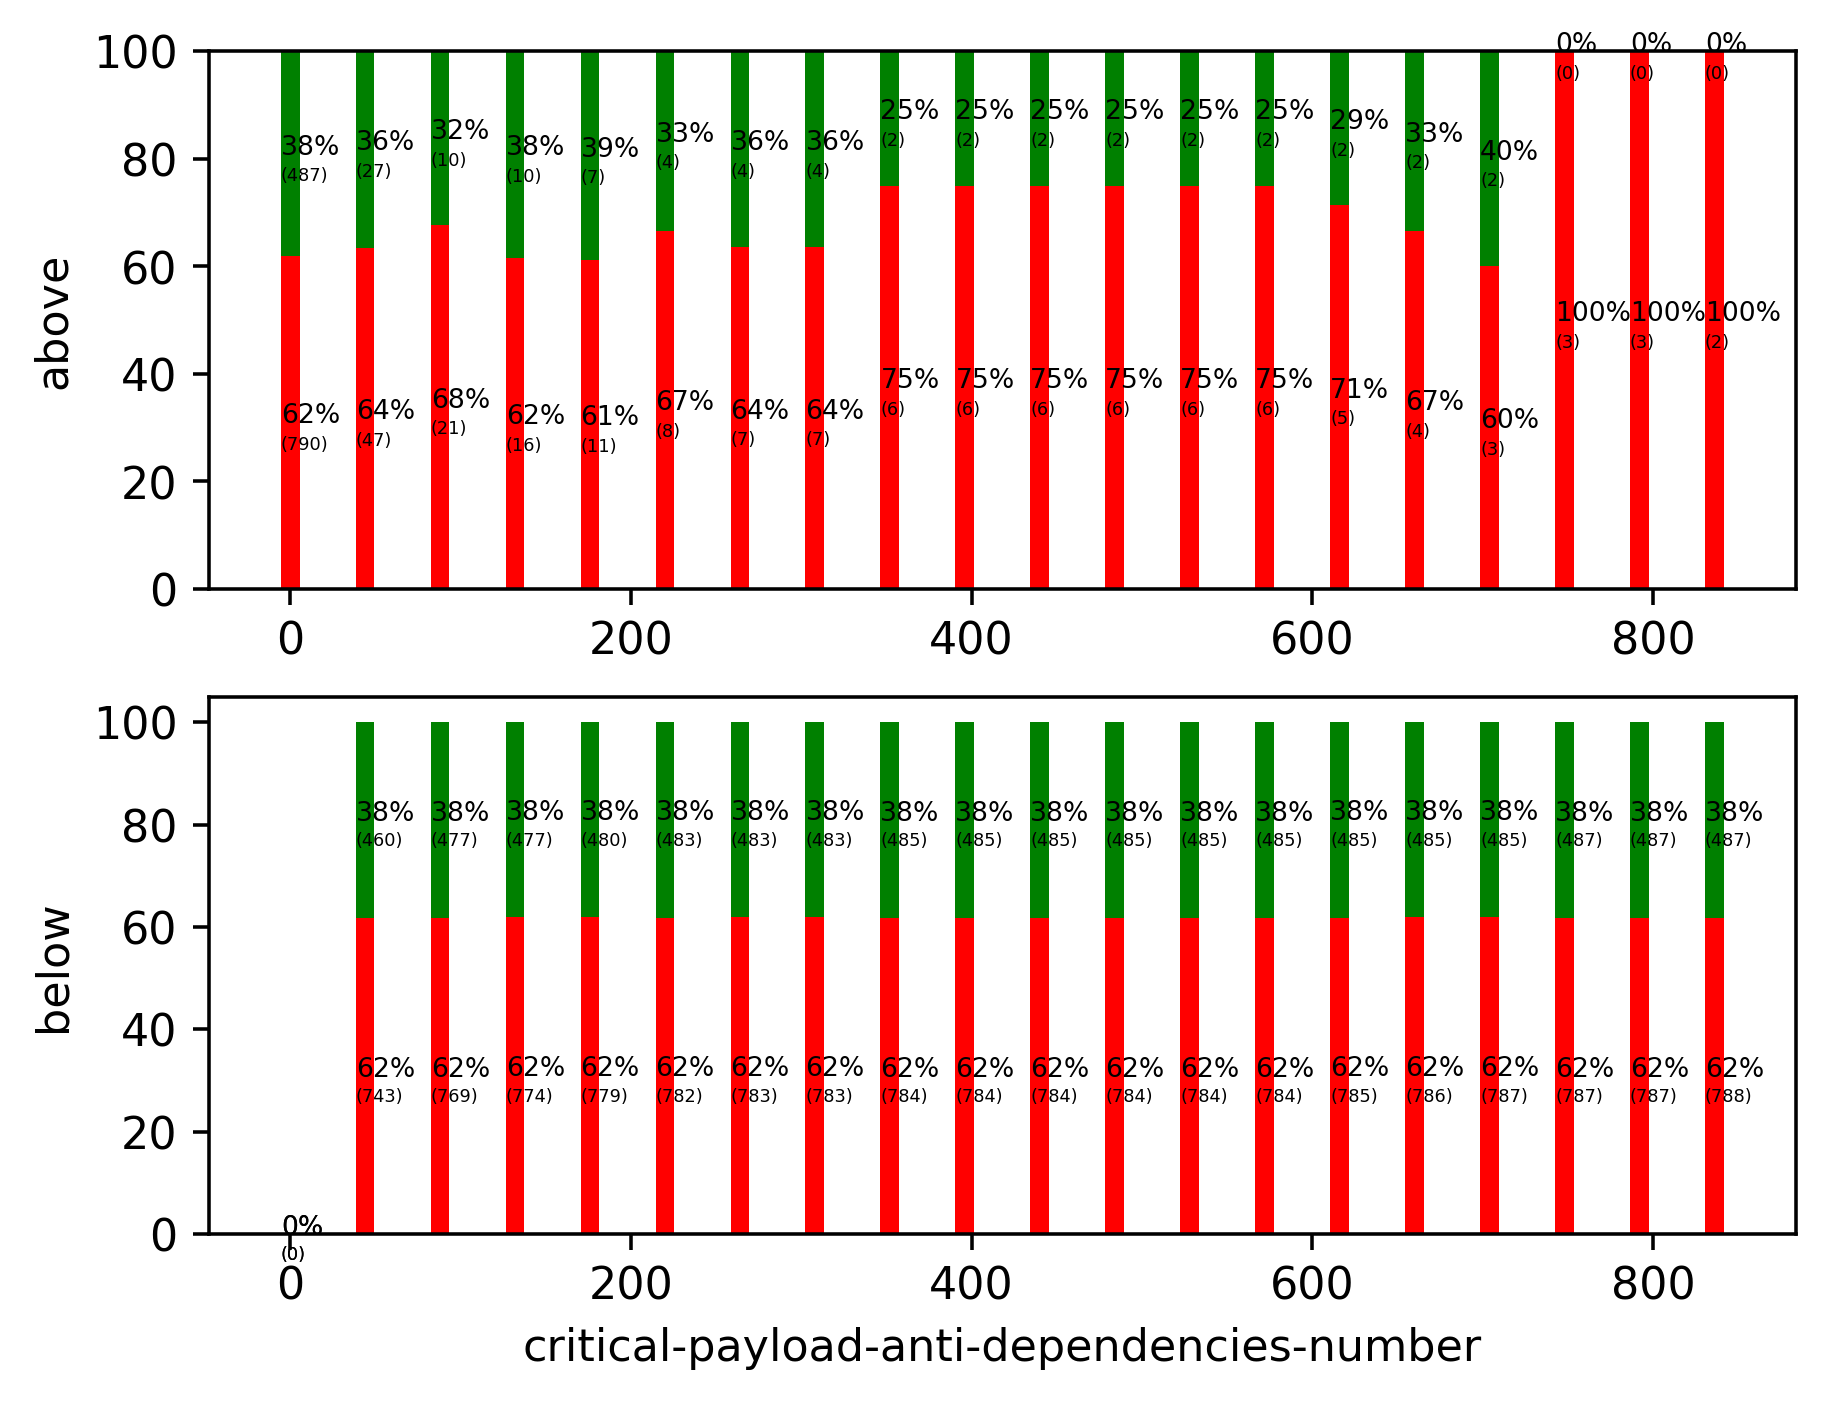 above
100
80
60
40
20
0
0% 0% 0%
(0) (0) (0)
38% 36% 32% 38% 39% 33% 36% 36% 25% 25% 25% 25% 25% 25% 29% 33% 40%
(487) (27) (10) (10) (7) (4) (4) (4) (2) (2) (2) (2) (2) (2) (2) (2) (2)
62% 64% 68% 62% 61% 67% 64% 64% 75% 75% 75% 75% 75% 75% 71% 67% 60% 100% 100% 100%
(790) (47) (21) (16) (11) (8) (7) (7) (6) (6) (6) (6) (6) (6) (5) (4) (3) (3) (3) (2)
0 200 400 600 800
below
100
80
60
40
20
0
38% 38% 38% 38% 38% 38% 38% 38% 38% 38% 38% 38% 38% 38% 38% 38% 38% 38% 38%
(460) (477) (477) (480) (483) (483) (483) (485) (485) (485) (485) (485) (485) (485) (485) (485) (487) (487) (487)
62% 62% 62% 62% 62% 62% 62% 62% 62% 62% 62% 62% 62% 62% 62% 62% 62% 62% 62%
(743) (769) (774) (779) (782) (783) (783) (784) (784) (784) (784) (784) (784) (785) (786) (787) (787) (787) (788)
0%
(0)
0 200 400 600 800
critical-payload-anti-dependencies-number